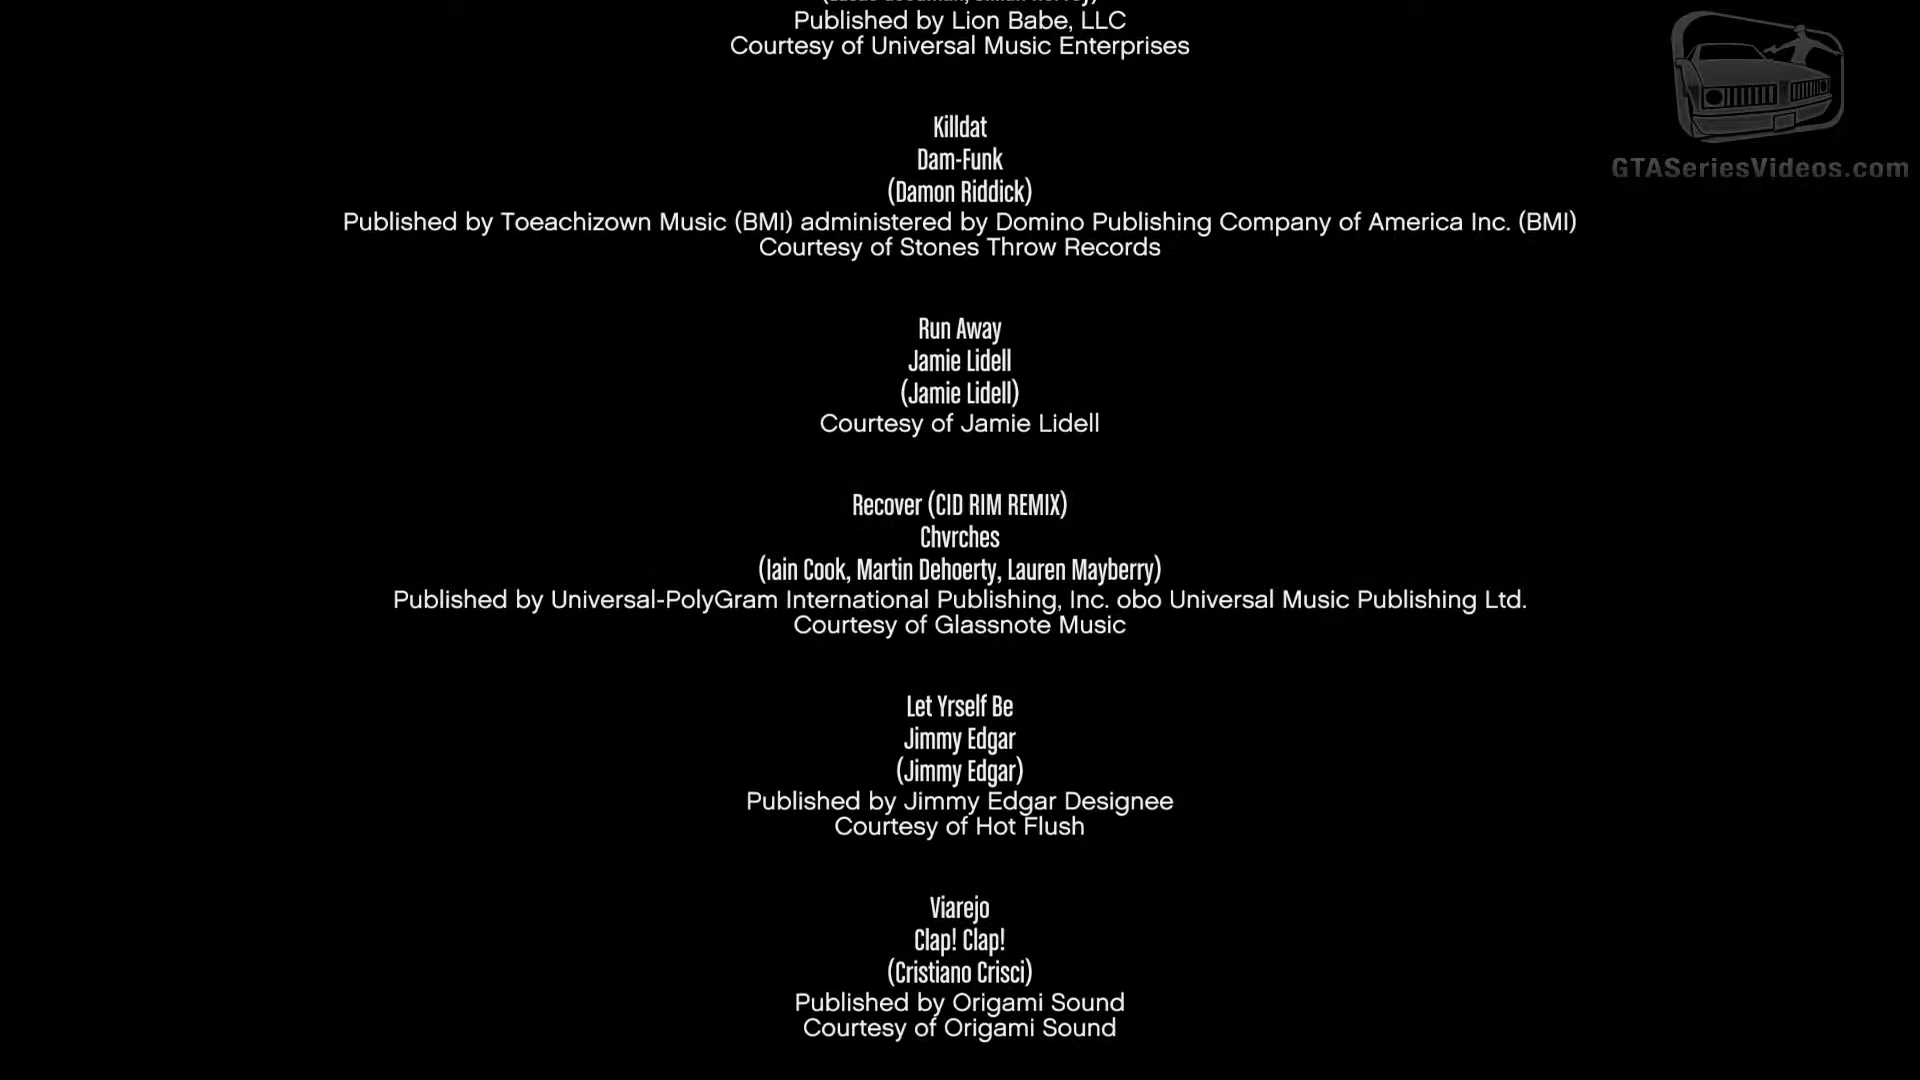 Published by Lion Babe, LLC
Courtesy of Universal Music Enterprises
GTASeriesVideos.com
Killdat
Dam-Funk
(Damon Riddick)
Published by Toeachizown Music (BMI) administered by Domino Publishing Company of America Inc. (BMI)
Courtesy of Stones Throw Records
Run Away
Jamie Lidell
(Jamie Lidell)
Courtesy of Jamie Lidell
Recover (CID RIM REMIX)
Chvrches
(Iain Cook, Martin Dehoerty, Lauren Mayberry)
Published by Universal-PolyGram International Publishing, Inc. obo Universal Music Publishing Ltd.
Courtesy of Glassnote Music
Let Yrself Be
Jimmy Edgar
(Jimmy Edgar)
Published by Jimmy Edgar Designee
Courtesy of Hot Flush
Viarejo
Clap! Clap!
(Cristiano Crisci)
Published by Origami Sound
Courtesy of Origami Sound